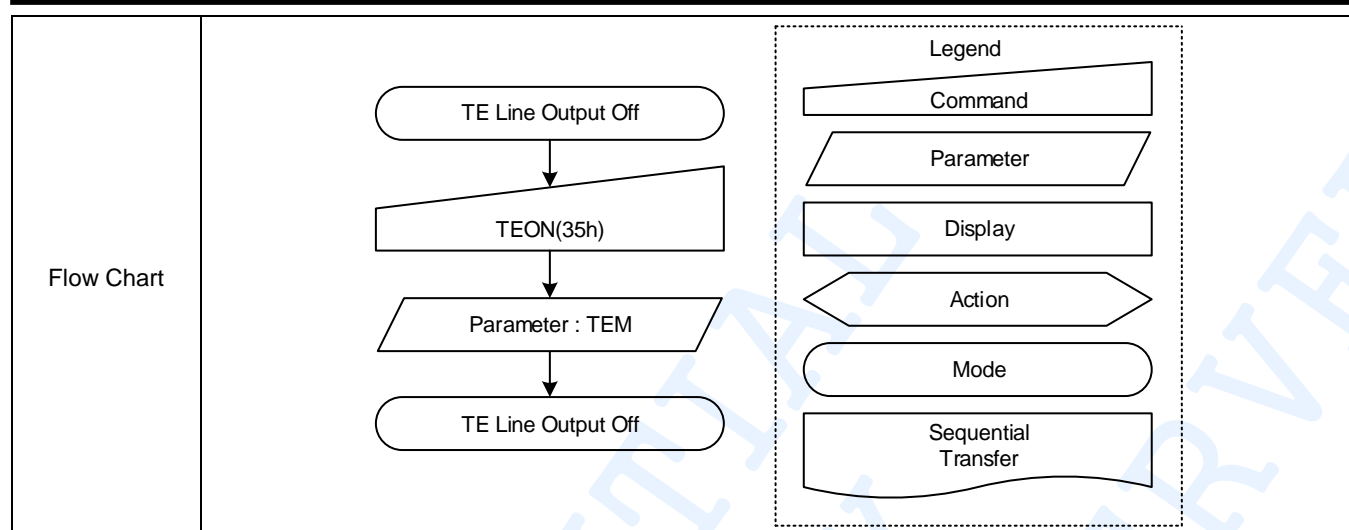 Flow Chart
TE Line Output Off
TEON(35h)
Parameter : TEM
TE Line Output Off
Legend
Command
Parameter
Display
Action
Mode
Sequential
Transfer